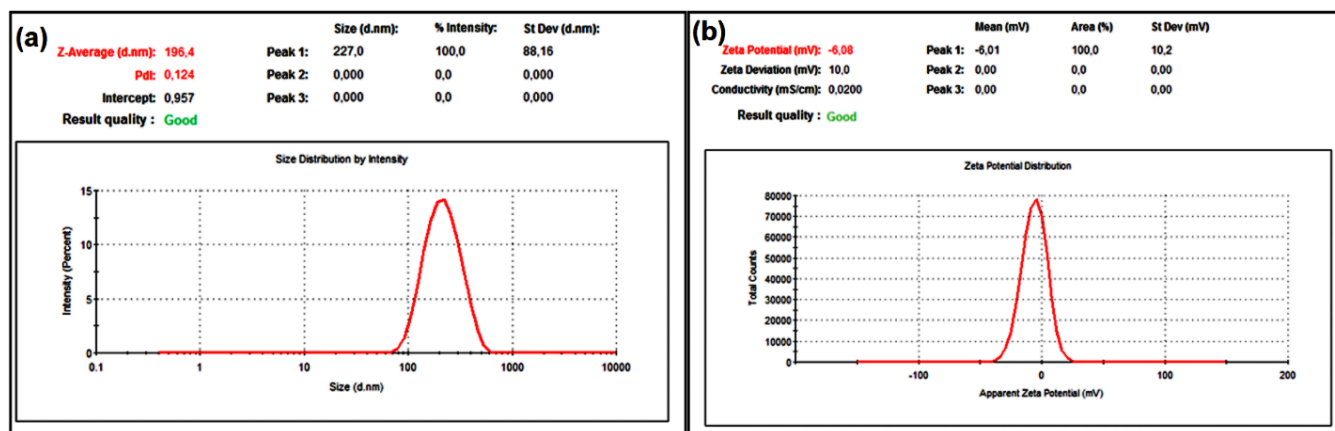 (a)
Size (d.nm): % Intensity: St Dev (d.nm):
Z-Average (d.nm): 196,4 Peak 1: 227,0 100,0 88,16
PdI: 0,124 Peak 2: 0,000 0,0 0,000
Intercept: 0,957 Peak 3: 0,000 0,0 0,000
Result quality : Good
Size Distribution by Intensity
Intensity (Percent)
15
10
5
0
0.1 1 10 100 1000 10000
Size (d.nm)
(b)
Mean (mV) Area (%) St Dev (mV)
Zeta Potential (mV): -6,08 Peak 1: -6,01 100,0 10,2
Zeta Deviation (mV): 10,0 Peak 2: 0,00 0,0 0,00
Conductivity (mS/cm): 0,0200 Peak 3: 0,00 0,0 0,00
Result quality : Good
Zeta Potential Distribution
Total Counts
80000
70000
60000
50000
40000
30000
20000
10000
0
-100 0 100 200
Apparent Zeta Potential (mV)